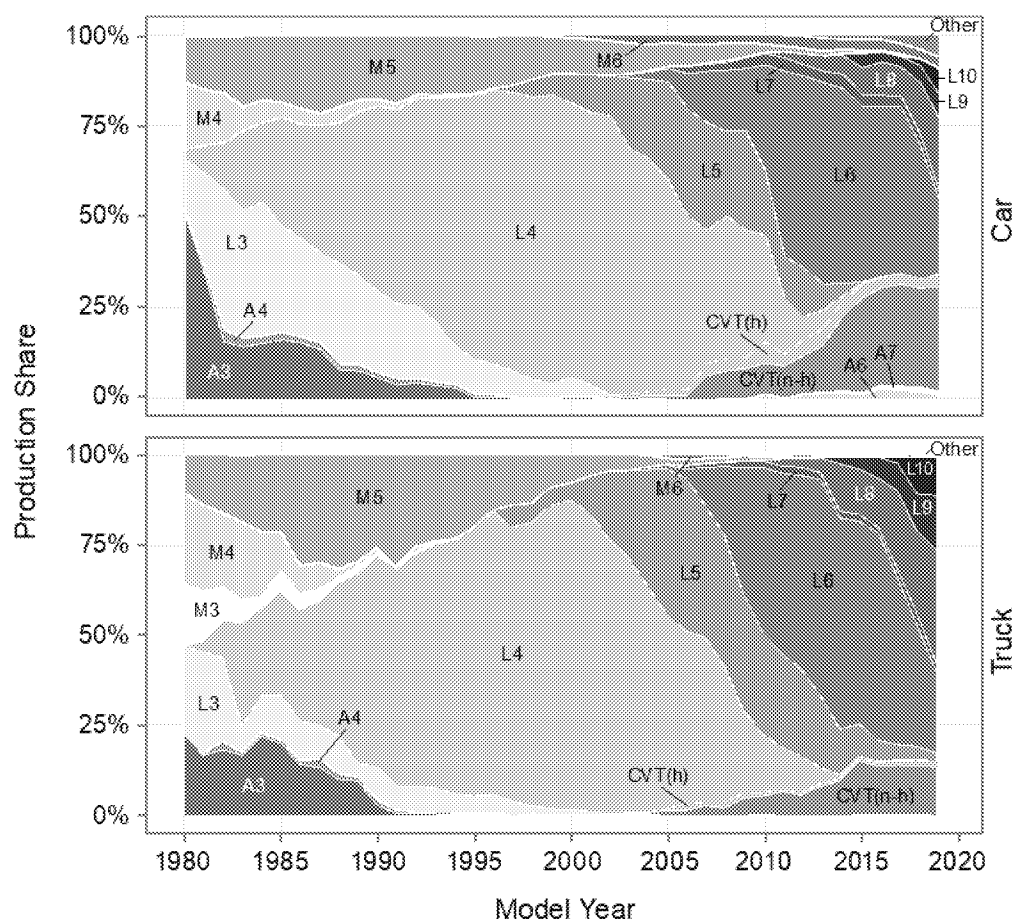 100%
75%
50%
25%
0%
M5
M4
L3
A4
A3
L4
M6
L7
L5
L6
L8
Other
L10
L9
CVT(h)
CVT(n-h)
A6
A7
Car
100%
75%
50%
25%
0%
M5
M4
M3
L3
A4
A3
L4
M6
L7
L5
L6
L8
Other
L10
L9
CVT(h)
CVT(n-h)
Truck
Production Share
1980 1985 1990 1995 2000 2005 2010 2015 2020
Model Year